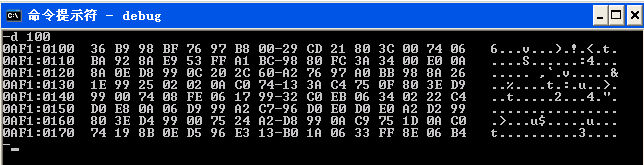 命令提示符 - debug
-d 100
0AF1:0100  36 B9 98 BF 76 97 B8 00-29 CD 21 80 3C 00 74 06   6...v...).!.<.t.
0AF1:0110  BA 92 8A E9 53 FF A1 BC-98 80 FC 3A 34 00 E0 0A   ....S......:4...
0AF1:0120  8A 0E D8 99 0C 20 2C 60-A2 76 97 A0 BB 98 8A 26   ..... ,`.v.....&
0AF1:0130  1E 99 25 02 02 0A C0 74-13 3A C4 75 0F 80 3E D9   ..%....t.:.u..>.
0AF1:0140  99 00 74 08 FE 06 17 99-32 C0 EB 06 34 02 22 C4   ..t.....2...4.".
0AF1:0150  D0 E8 0A 06 D9 99 A2 C7-99 D0 E0 D0 E0 A2 D2 99   ................
0AF1:0160  80 3E D4 99 00 75 24 A2-D8 99 0A C9 75 1D 0A C0   .>...u$.....u...
0AF1:0170  74 19 8B 0E D5 96 E3 13-B0 1A 06 33 FF 8E 06 B4   t..........3....
-